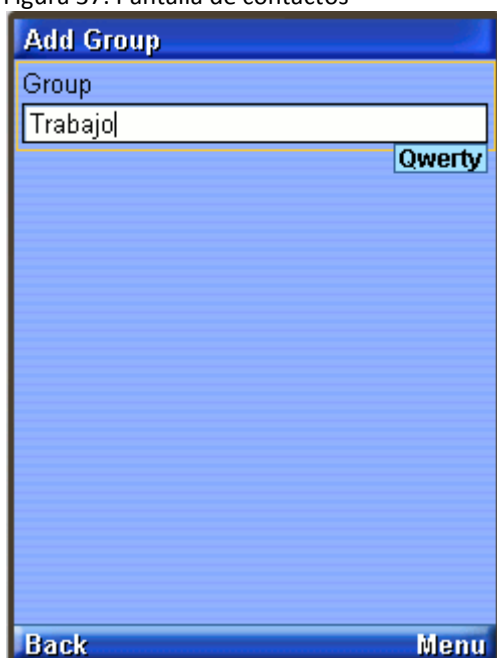 Figura 37. Pantalla de contactos
Add Group
Group
Trabajo
Qwerty
Back Menu